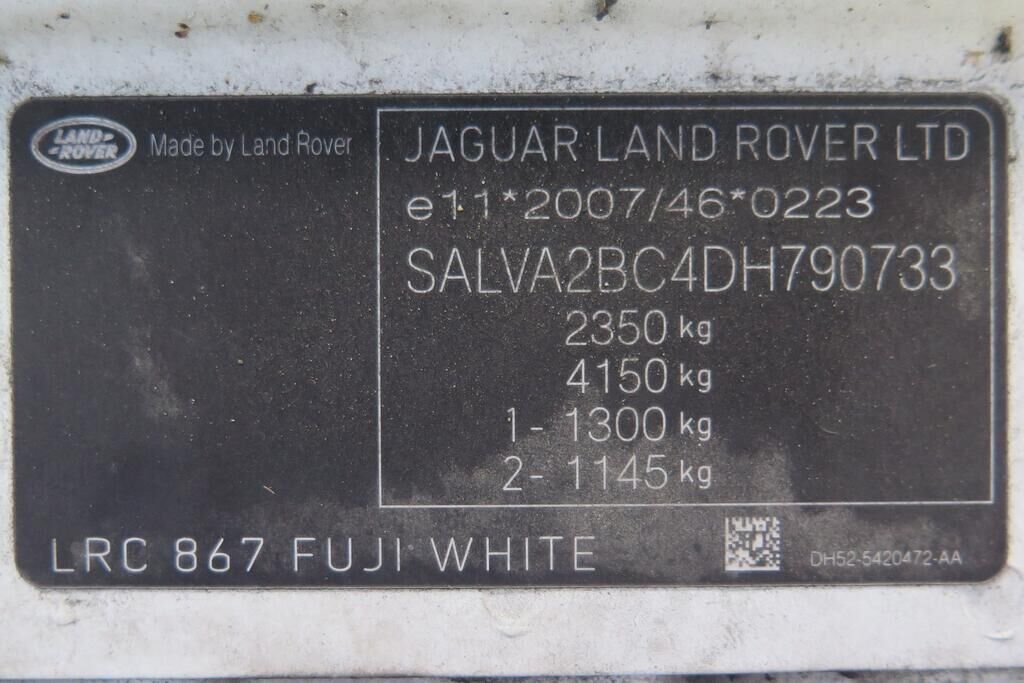 LAND-
-ROVER
Made by Land Rover
JAGUAR LAND ROVER LTD
e11*2007/46*0223
SALVA2BC4DH790733
2350 kg
4150 kg
1- 1300 kg
2- 1145 kg
LRC 867 FUJI WHITE
DH52-5420472-AA